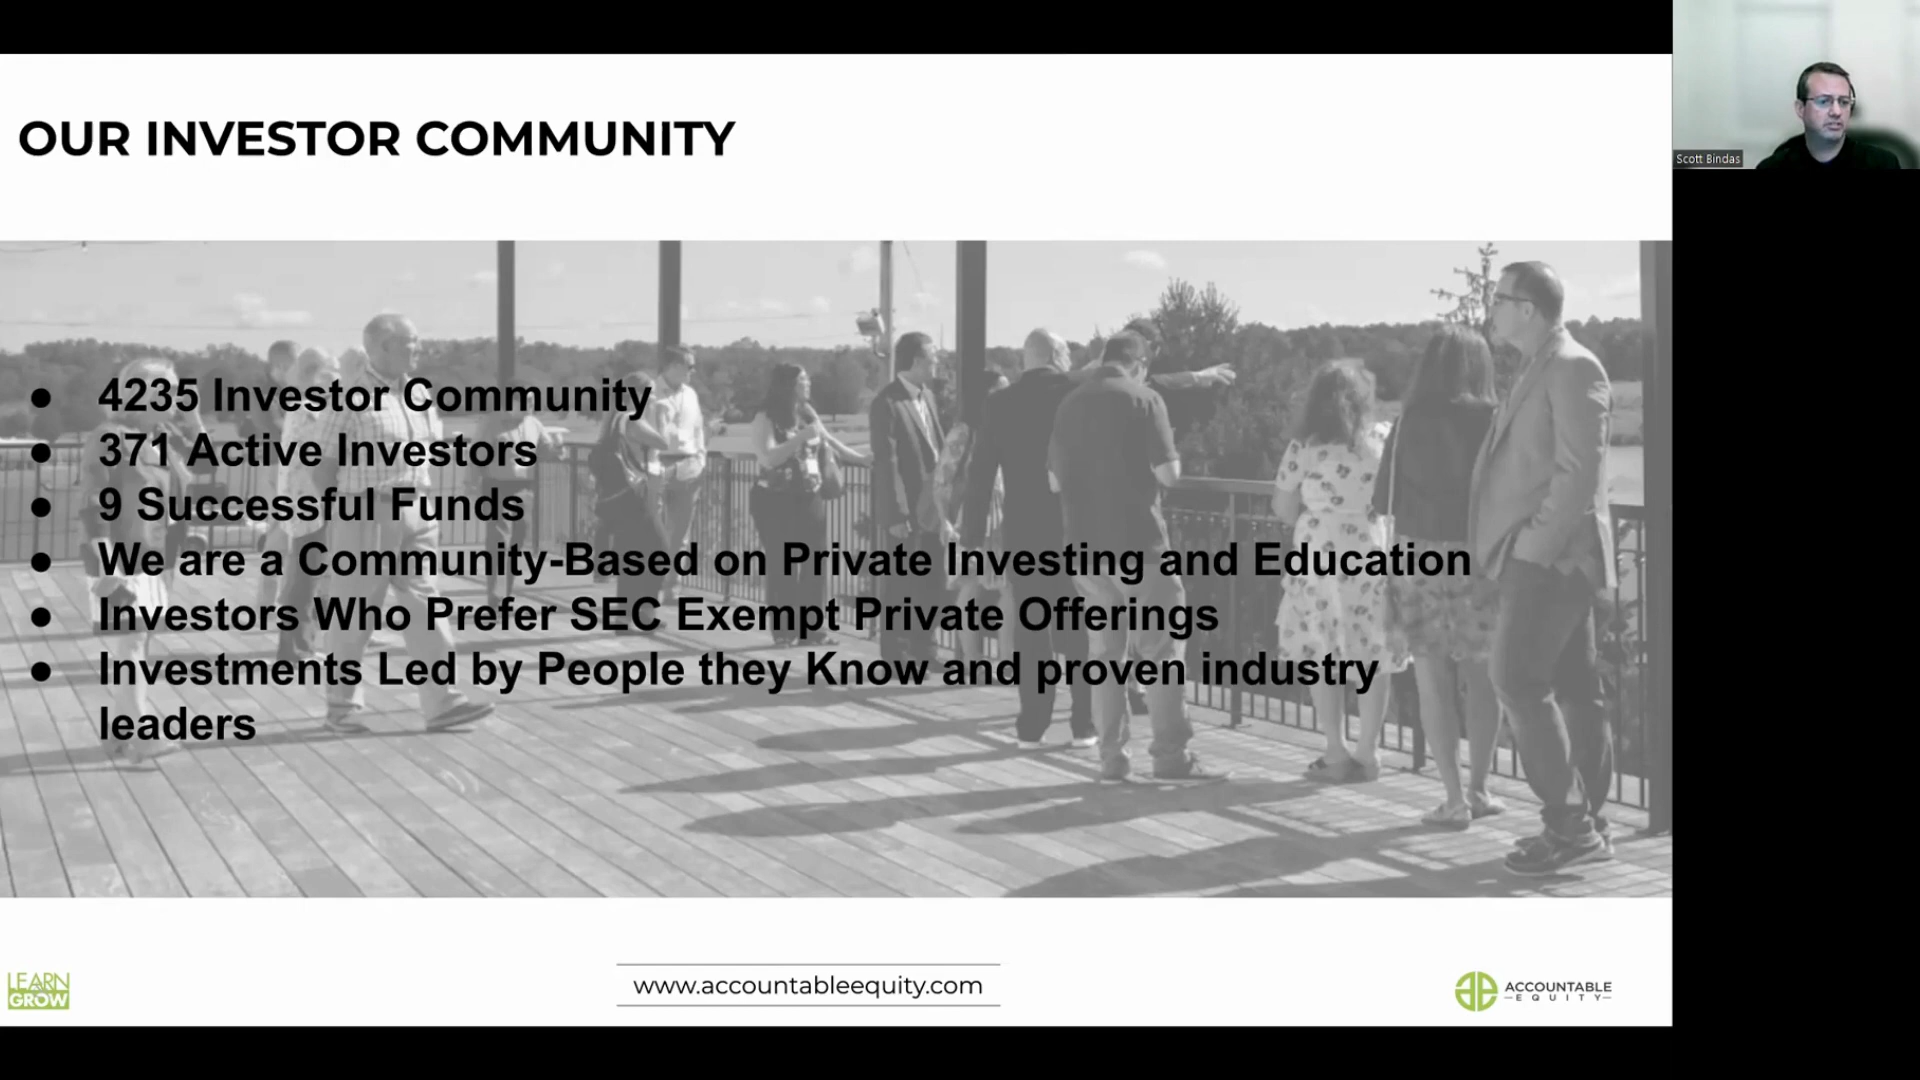 OUR INVESTOR COMMUNITY
Scott Bindas
● 4235 Investor Community
● 371 Active Investors
● 9 Successful Funds
● We are a Community-Based on Private Investing and Education
● Investors Who Prefer SEC Exempt Private Offerings
● Investments Led by People they Know and proven industry
leaders
LEARN
GROW
www.accountableequity.com
ACCOUNTABLE
EQUITY